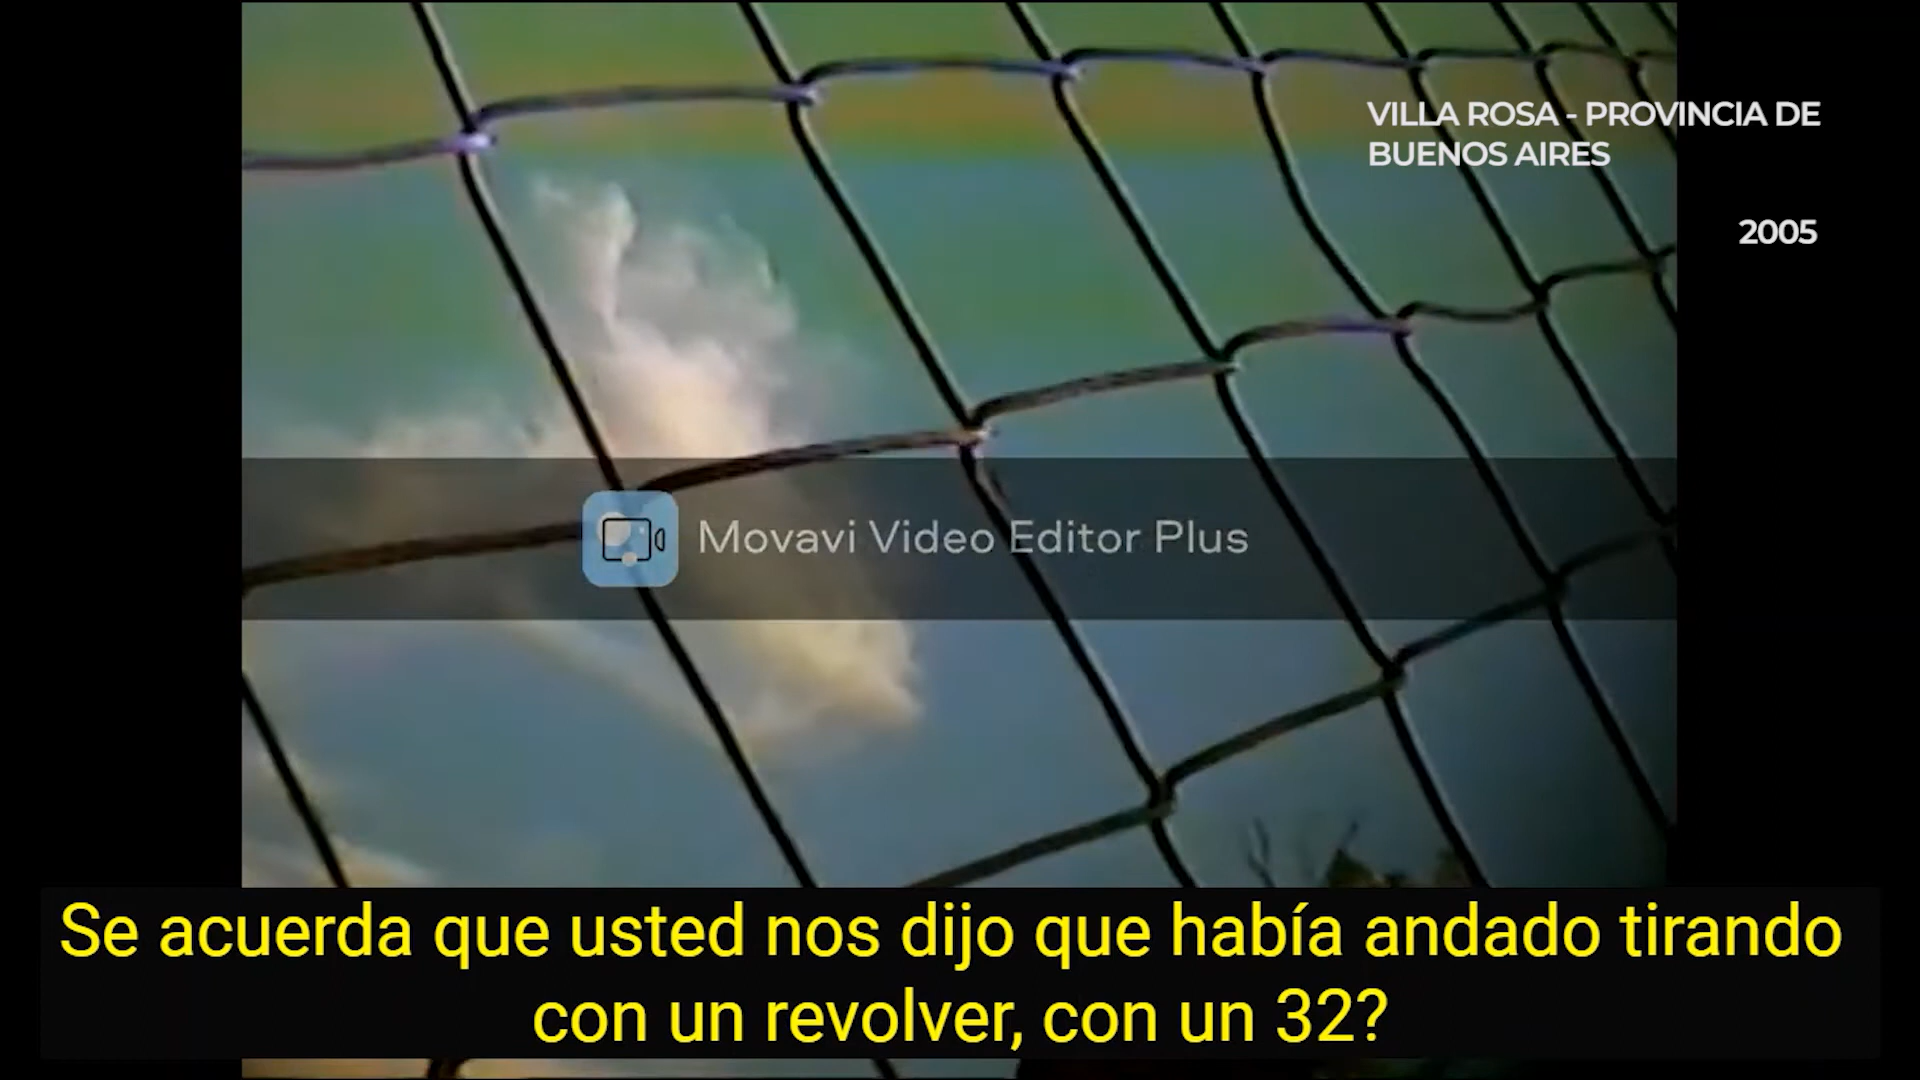 VILLA ROSA - PROVINCIA DE
BUENOS AIRES
2005
Movavi Video Editor Plus
Se acuerda que usted nos dijo que había andado tirando
con un revolver, con un 32?